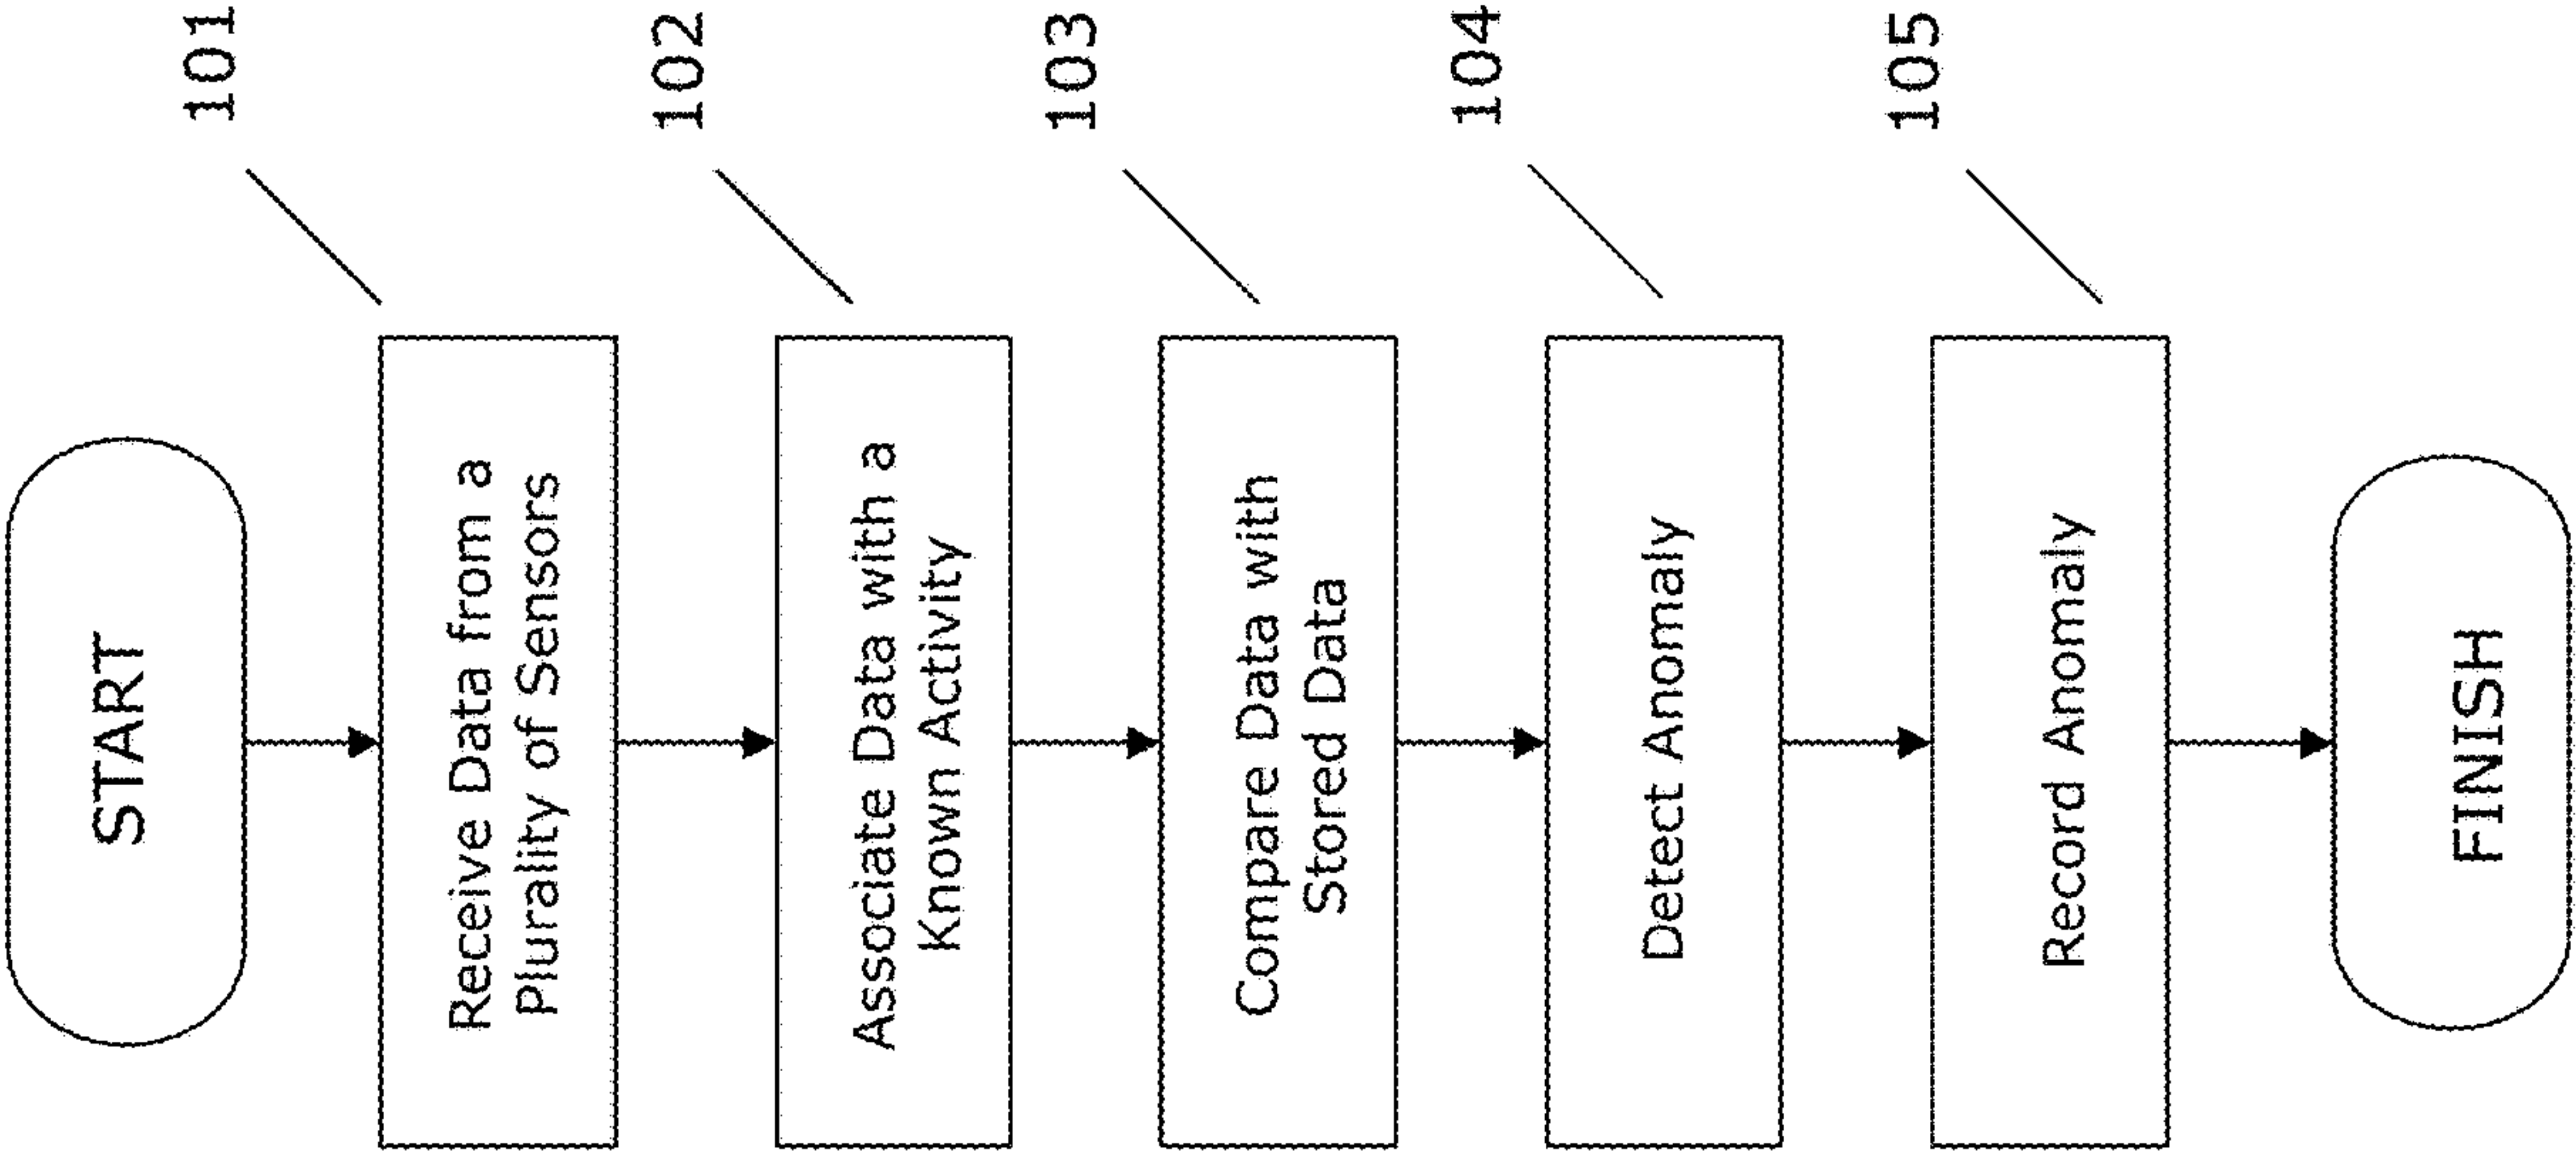 START
101
Receive Data from a
Plurality of Sensors
102
Associate Data with a
Known Activity
103
Compare Data with
Stored Data
104
Detect Anomaly
105
Record Anomaly
FINISH